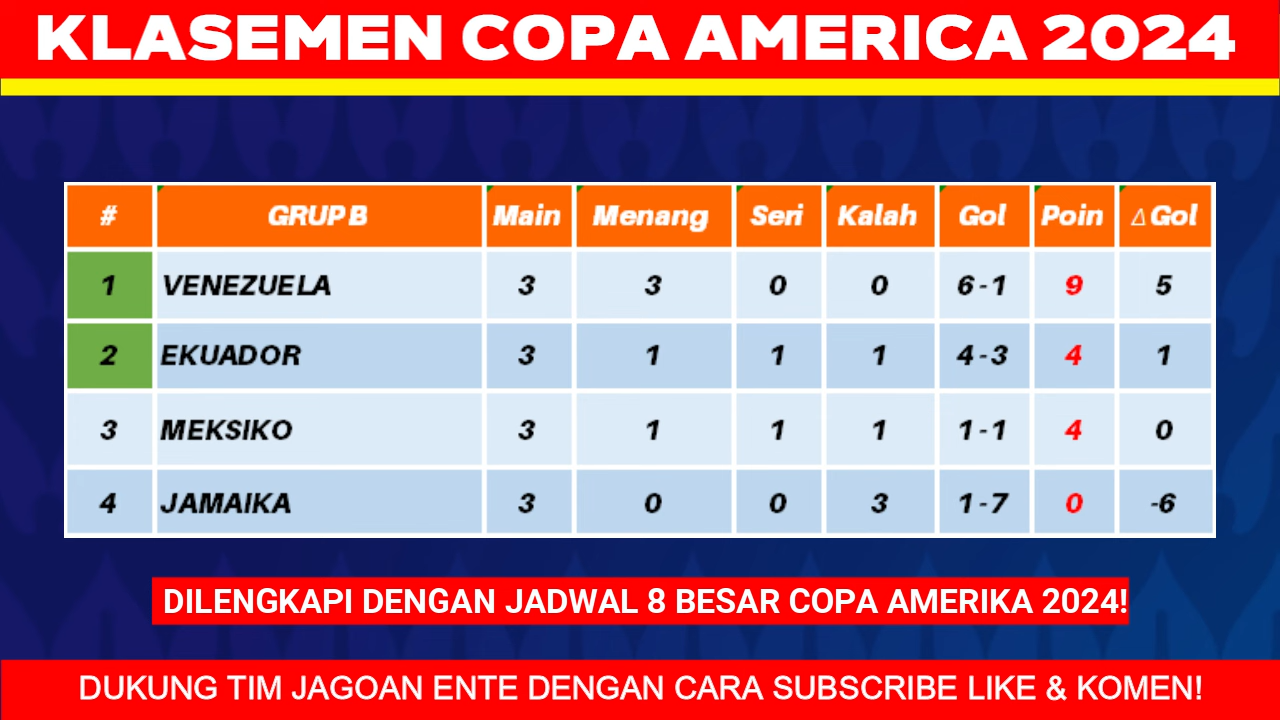 KLASEMEN COPA AMERICA 2024
# GRUP B Main Menang Seri Kalah Gol Poin Δ Gol
1 VENEZUELA 3 3 0 0 6 - 1 9 5
2 EKUADOR 3 1 1 1 4 - 3 4 1
3 MEKSIKO 3 1 1 1 1 - 1 4 0
4 JAMAIKA 3 0 0 3 1 - 7 0 -6
DILENGKAPI DENGAN JADWAL 8 BESAR COPA AMERIKA 2024!
DUKUNG TIM JAGOAN ENTE DENGAN CARA SUBSCRIBE LIKE & KOMEN!